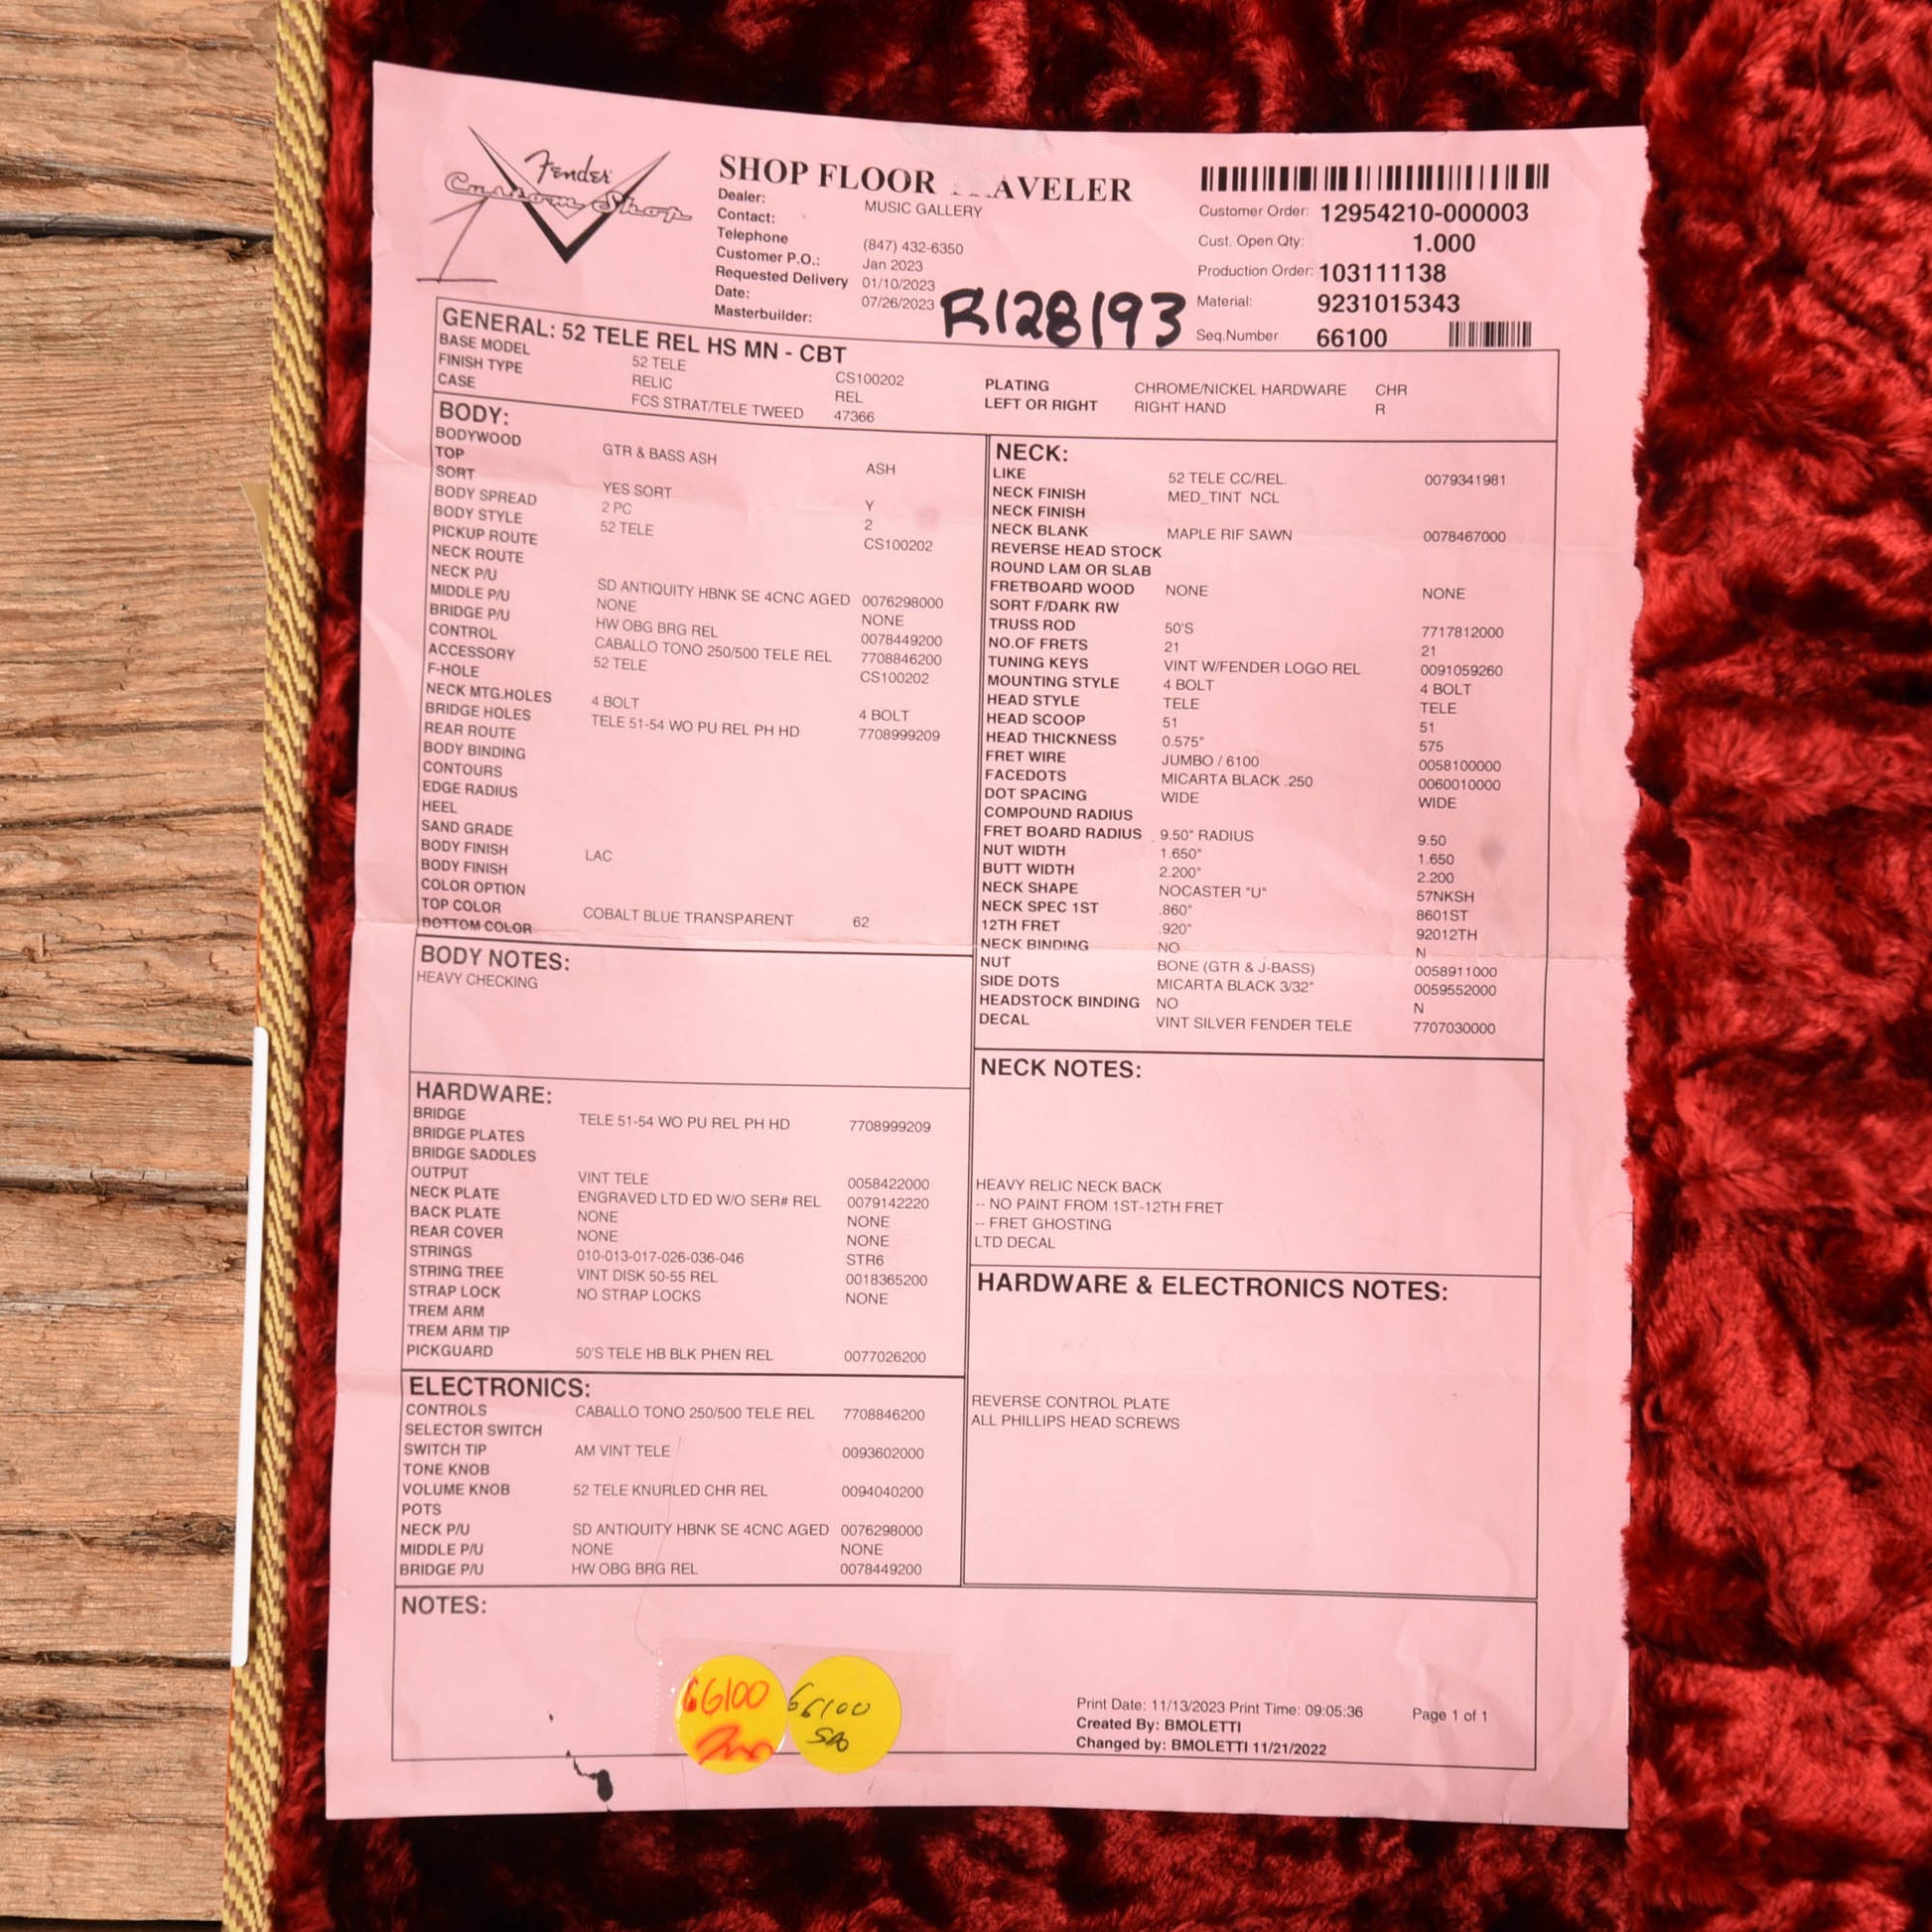 Fender
Custom Shop
1
SHOP FLOOR AVELER
Dealer: MUSIC GALLERY
Contact:
Telephone (847) 432-6350
Customer P.O.: Jan 2023
Requested Delivery 01/10/2023
Date: 07/26/2023
Masterbuilder:
R128193
Customer Order: 12954210-000003
Cust. Open Qty: 1.000
Production Order: 103111138
Material: 9231015343
Seq.Number 66100
GENERAL: 52 TELE REL HS MN - CBT
BASE MODEL 52 TELE CS100202
FINISH TYPE RELIC REL
CASE FCS STRAT/TELE TWEED 47366
PLATING CHROME/NICKEL HARDWARE CHR
LEFT OR RIGHT RIGHT HAND R
BODY:
BODYWOOD GTR & BASS ASH ASH
TOP
SORT YES SORT Y
BODY SPREAD 2 PC 2
BODY STYLE 52 TELE CS100202
PICKUP ROUTE
NECK ROUTE
NECK P/U SD ANTIQUITY HBNK SE 4CNC AGED 0076298000
MIDDLE P/U NONE NONE
BRIDGE P/U HW OBG BRG REL 0078449200
CONTROL CABALLO TONO 250/500 TELE REL 7708846200
ACCESSORY 52 TELE CS100202
F-HOLE
NECK MTG.HOLES 4 BOLT 4 BOLT
BRIDGE HOLES TELE 51-54 WO PU REL PH HD 7708999209
REAR ROUTE
BODY BINDING
CONTOURS
EDGE RADIUS
HEEL
SAND GRADE
BODY FINISH LAC
BODY FINISH
COLOR OPTION
TOP COLOR COBALT BLUE TRANSPARENT 62
BOTTOM COLOR
BODY NOTES:
HEAVY CHECKING
HARDWARE:
BRIDGE TELE 51-54 WO PU REL PH HD 7708999209
BRIDGE PLATES
BRIDGE SADDLES
OUTPUT VINT TELE 0058422000
NECK PLATE ENGRAVED LTD ED W/O SER# REL 0079142220
BACK PLATE NONE NONE
REAR COVER NONE NONE
STRINGS 010-013-017-026-036-046 STR6
STRING TREE VINT DISK 50-55 REL 0018365200
STRAP LOCK NO STRAP LOCKS NONE
TREM ARM
TREM ARM TIP
PICKGUARD 50'S TELE HB BLK PHEN REL 0077026200
ELECTRONICS:
CONTROLS CABALLO TONO 250/500 TELE REL 7708846200
SELECTOR SWITCH
SWITCH TIP AM VINT TELE 0093602000
TONE KNOB
VOLUME KNOB 52 TELE KNURLED CHR REL 0094040200
POTS
NECK P/U SD ANTIQUITY HBNK SE 4CNC AGED 0076298000
MIDDLE P/U NONE NONE
BRIDGE P/U HW OBG BRG REL 0078449200
NECK:
LIKE 52 TELE CC/REL. 0079341981
NECK FINISH MED_TINT NCL
NECK FINISH
NECK BLANK MAPLE RIF SAWN 0078467000
REVERSE HEAD STOCK
ROUND LAM OR SLAB
FRETBOARD WOOD NONE NONE
SORT F/DARK RW
TRUSS ROD 50'S 7717812000
NO.OF FRETS 21 21
TUNING KEYS VINT W/FENDER LOGO REL 0091059260
MOUNTING STYLE 4 BOLT 4 BOLT
HEAD STYLE TELE TELE
HEAD SCOOP 51 51
HEAD THICKNESS 0.575" 575
FRET WIRE JUMBO / 6100 0058100000
FACEDOTS MICARTA BLACK .250 0060010000
DOT SPACING WIDE WIDE
COMPOUND RADIUS
FRET BOARD RADIUS 9.50" RADIUS 9.50
NUT WIDTH 1.650" 1.650
BUTT WIDTH 2.200" 2.200
NECK SHAPE NOCASTER "U" 57NKSH
NECK SPEC 1ST .860" 8601ST
12TH FRET .920" 92012TH
NECK BINDING NO N
NUT BONE (GTR & J-BASS) 0058911000
SIDE DOTS MICARTA BLACK 3/32" 0059552000
HEADSTOCK BINDING NO N
DECAL VINT SILVER FENDER TELE 7707030000
NECK NOTES:
HEAVY RELIC NECK BACK
-- NO PAINT FROM 1ST-12TH FRET
-- FRET GHOSTING
LTD DECAL
HARDWARE & ELECTRONICS NOTES:
REVERSE CONTROL PLATE
ALL PHILLIPS HEAD SCREWS
NOTES:
66100
66100
Print Date: 11/13/2023 Print Time: 09:05:36 Page 1 of 1
Created By: BMOLETTI
Changed by: BMOLETTI 11/21/2022